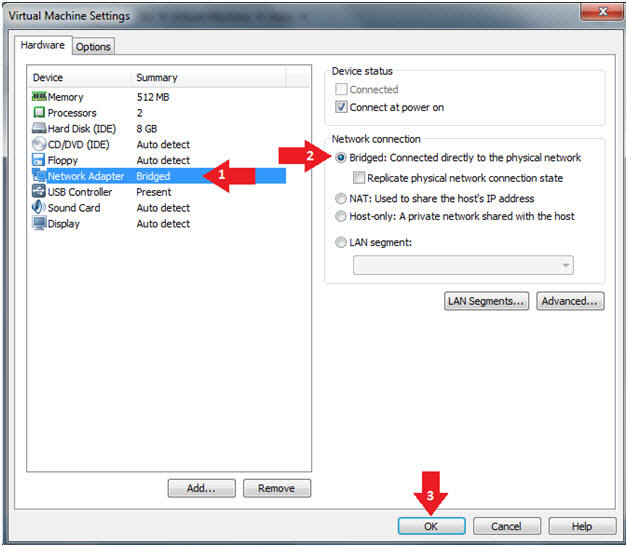 Virtual Machine Settings
Hardware
Options
Device Summary
Memory 512 MB
Processors 2
Hard Disk (IDE) 8 GB
CD/DVD (IDE) Auto detect
Floppy Auto detect
Network Adapter Bridged
1
USB Controller Present
Sound Card Auto detect
Display Auto detect
Add...
Remove
Device status
Connected
Connect at power on
Network connection
2
Bridged: Connected directly to the physical network
Replicate physical network connection state
NAT: Used to share the host's IP address
Host-only: A private network shared with the host
LAN segment:
LAN Segments...
Advanced...
3
OK
Cancel
Help